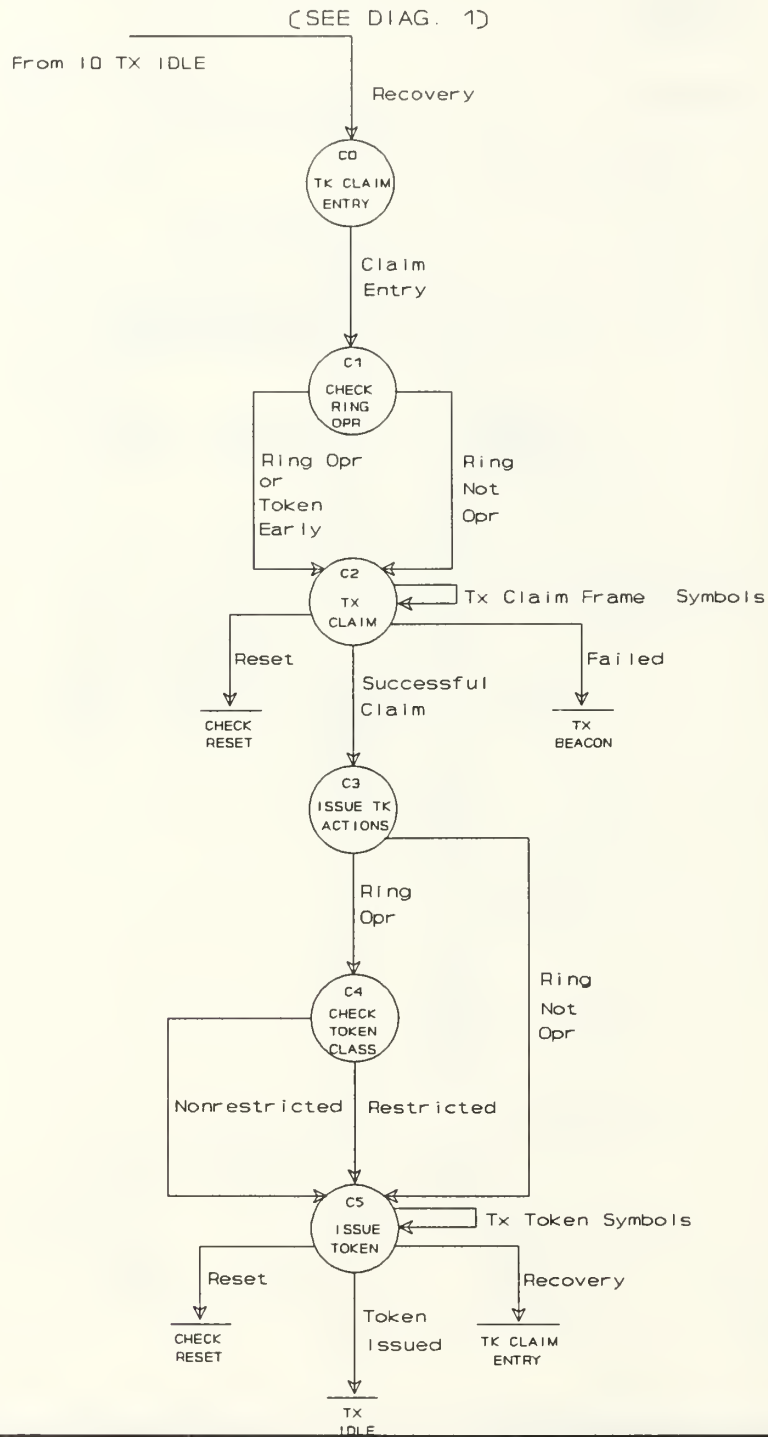 (SEE DIAG. 1)
From I0 TX IDLE
Recovery
C0
TK CLAIM
ENTRY
Claim
Entry
C1
CHECK
RING
OPR
Ring Opr
or
Token
Early
Ring
Not
Opr
C2
TX
CLAIM
Tx Claim Frame Symbols
Reset
Failed
Successful
Claim
CHECK
RESET
TX
BEACON
C3
ISSUE TK
ACTIONS
Ring
Opr
Ring
Not
Opr
C4
CHECK
TOKEN
CLASS
Nonrestricted
Restricted
C5
ISSUE
TOKEN
Tx Token Symbols
Reset
Recovery
Token
Issued
CHECK
RESET
TK CLAIM
ENTRY
TX
IDLE